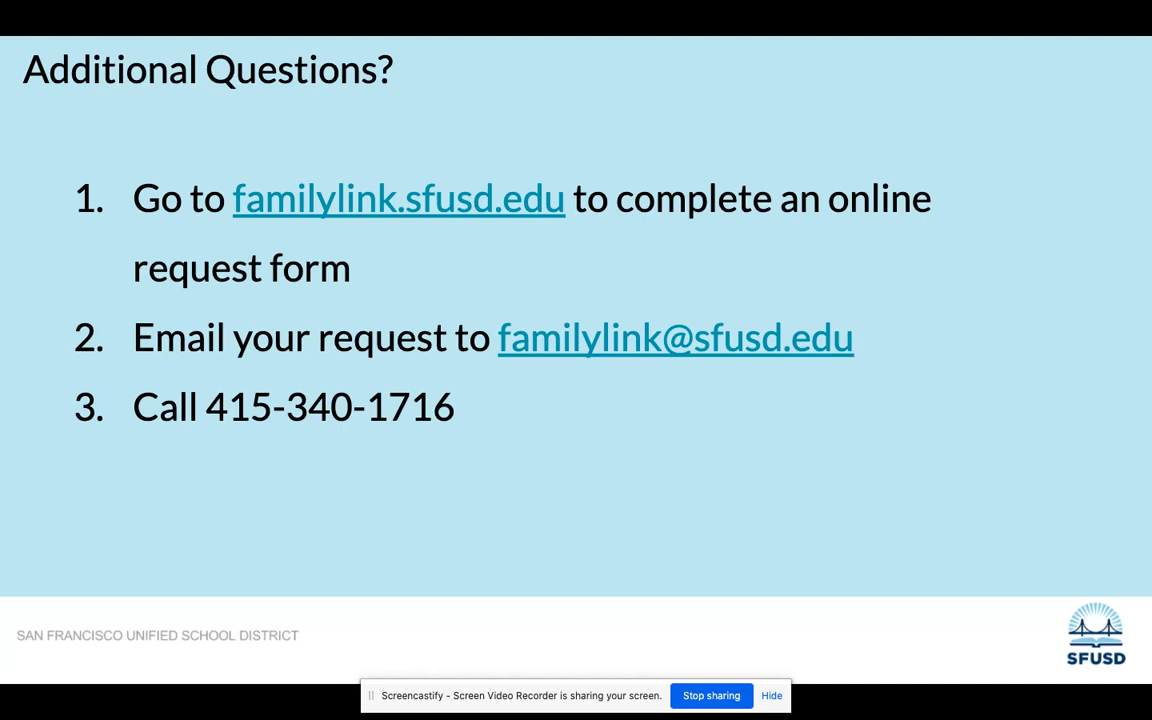 Additional Questions?
1. Go to familylink.sfusd.edu to complete an online
request form
2. Email your request to familylink@sfusd.edu
3. Call 415-340-1716
SAN FRANCISCO UNIFIED SCHOOL DISTRICT
SFUSD
Screencastify - Screen Video Recorder is sharing your screen. Stop sharing Hide